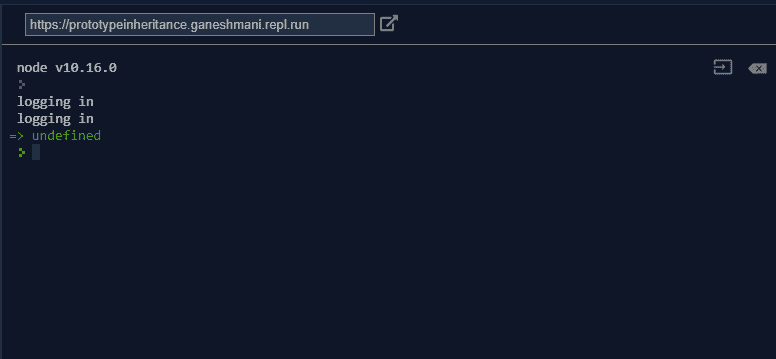 https://prototypeinheritance.ganeshmani.repl.run
node v10.16.0
>
logging in
logging in
=> undefined
>